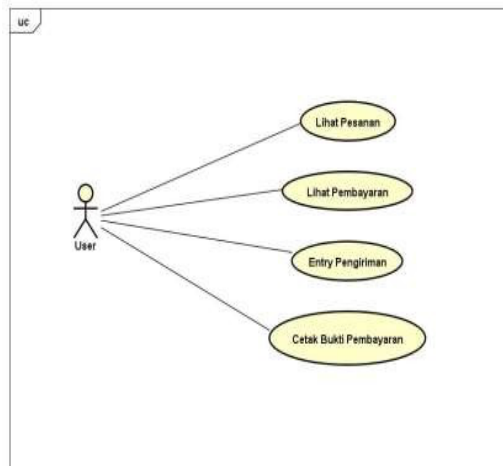 uc
Lihat Pesanan
Lihat Pembayaran
User
Entry Pengiriman
Cetak Bukti Pembayaran